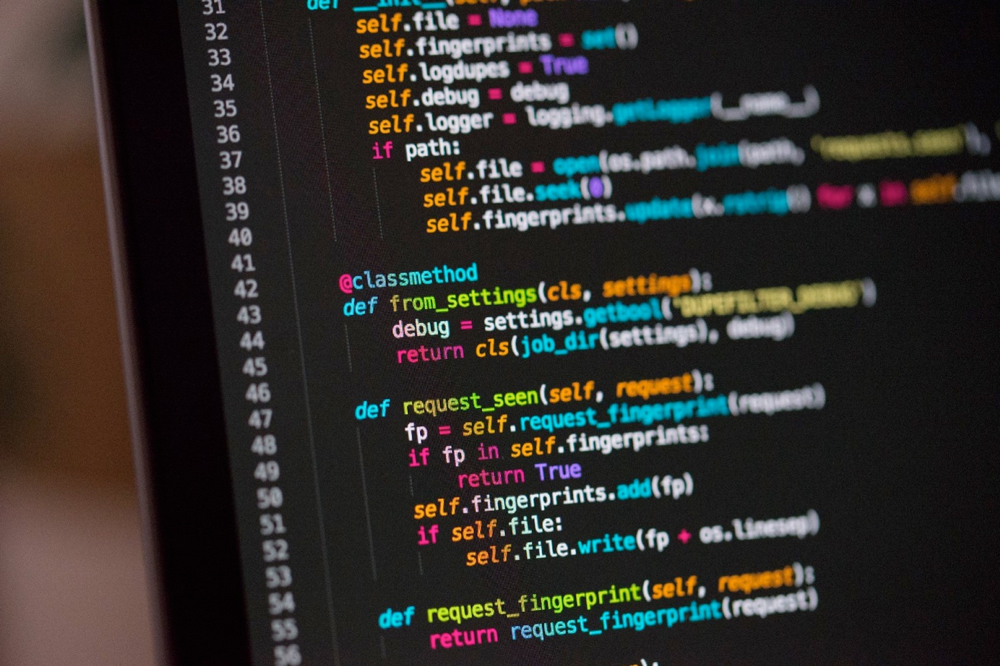 31 def __init__(self,
32 self.file = None
33 self.fingerprints = set()
34 self.logdupes = True
35 self.debug = debug
36 self.logger = logging.getLogger(__name__)
37 if path:
38 self.file = open(os.path.join(path, 'requests.seen'),
39 self.file.seek(0)
40 self.fingerprints.update(x.rstrip() for x in self.file
41
42 @classmethod
43 def from_settings(cls, settings):
44 debug = settings.getbool('DUPEFILTER_DEBUG')
45 return cls(job_dir(settings), debug)
46
47 def request_seen(self, request):
48 fp = self.request_fingerprint(request)
49 if fp in self.fingerprints:
50 return True
51 self.fingerprints.add(fp)
52 if self.file:
53 self.file.write(fp + os.linesep)
54
55 def request_fingerprint(self, request):
56 return request_fingerprint(request)